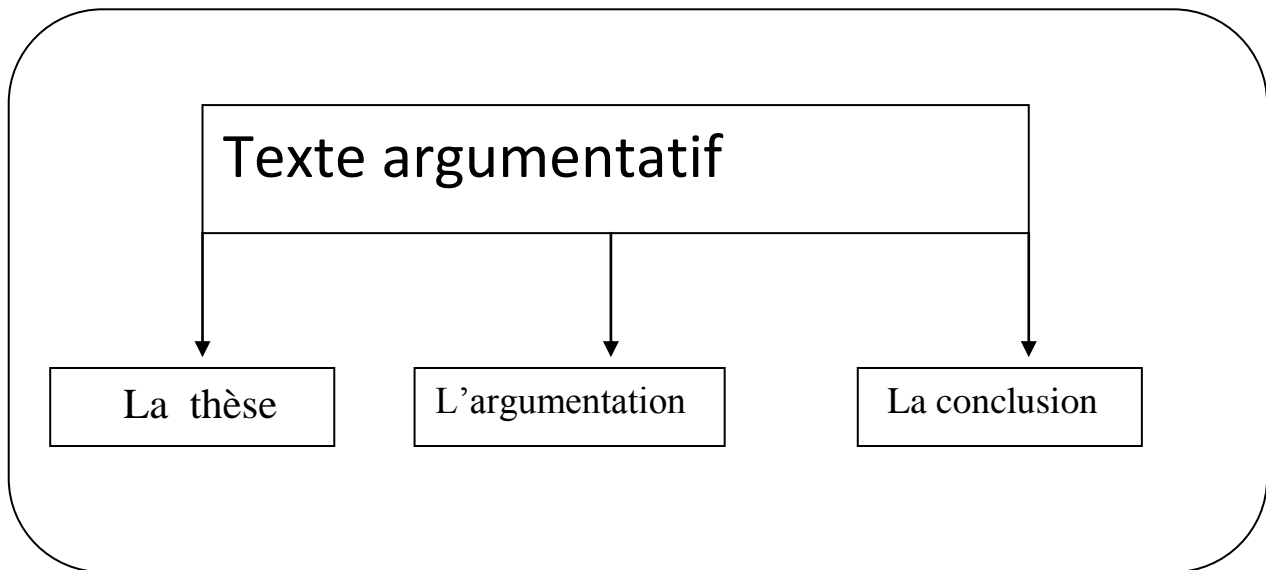 Texte argumentatif
La thèse
L’argumentation
La conclusion